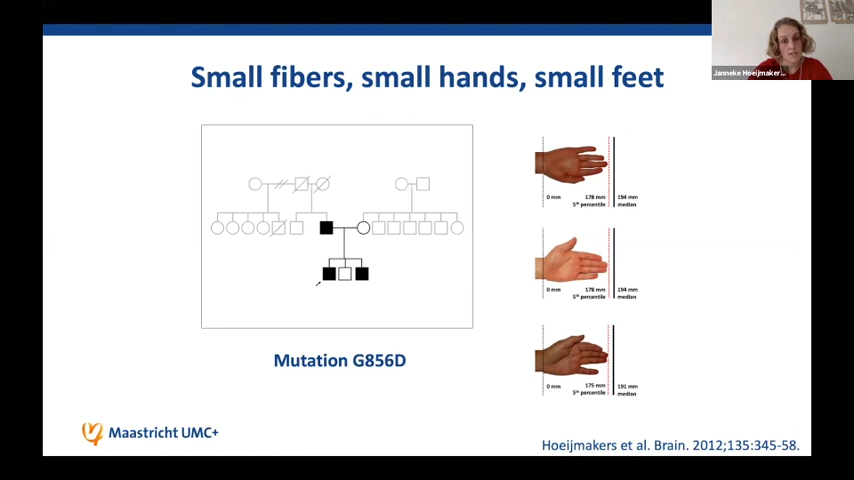 Janneke Hoeijmaker...
Small fibers, small hands, small feet
0 mm
178 mm
5th percentile
194 mm
median
0 mm
178 mm
5th percentile
194 mm
median
0 mm
175 mm
5th percentile
191 mm
median
Mutation G856D
Maastricht UMC+
Hoeijmakers et al. Brain. 2012;135:345-58.